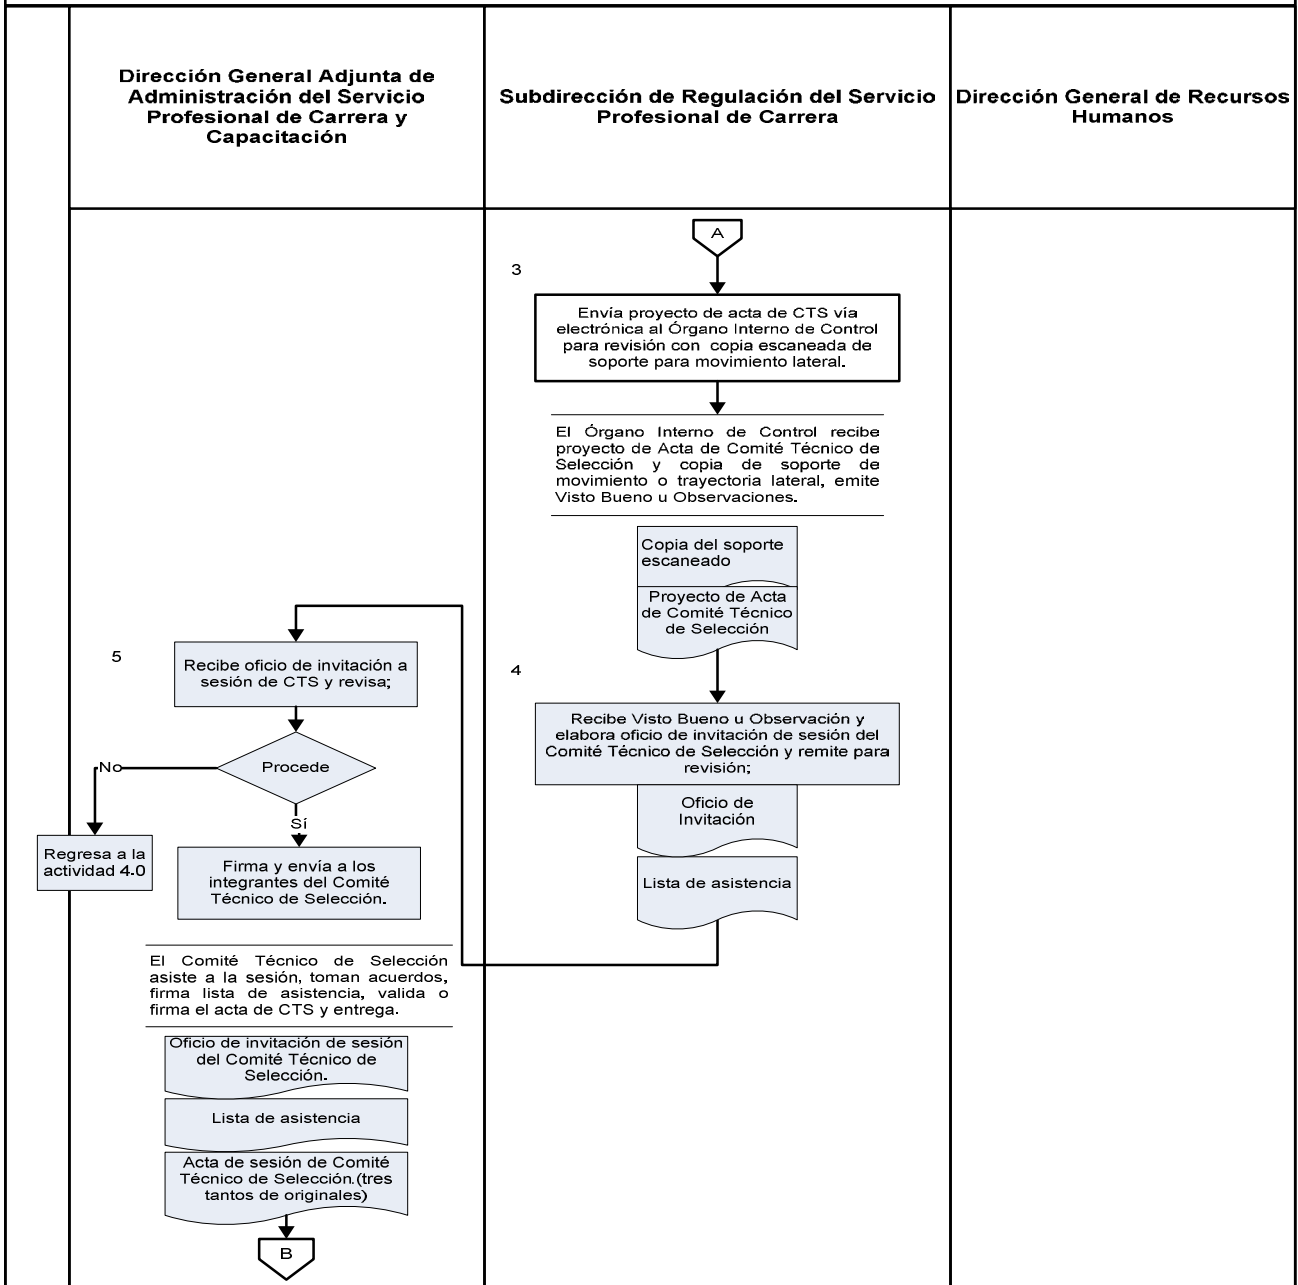 Dirección General Adjunta de
Administración del Servicio
Profesional de Carrera y
Capacitación
Subdirección de Regulación del Servicio
Profesional de Carrera
Dirección General de Recursos
Humanos
A
3
Envía proyecto de acta de CTS vía
electrónica al Órgano Interno de Control
para revisión con copia escaneada de
soporte para movimiento lateral.
El Órgano Interno de Control recibe
proyecto de Acta de Comité Técnico de
Selección y copia de soporte de
movimiento o trayectoria lateral, emite
Visto Bueno u Observaciones.
Copia del soporte
escaneado
Proyecto de Acta
de Comité Técnico
de Selección
4
Recibe Visto Bueno u Observación y
elabora oficio de invitación de sesión del
Comité Técnico de Selección y remite para
revisión;
Oficio de
Invitación
Lista de asistencia
5
Recibe oficio de invitación a
sesión de CTS y revisa;
Procede
No
Sí
Regresa a la
actividad 4.0
Firma y envía a los
integrantes del Comité
Técnico de Selección.
El Comité Técnico de Selección
asiste a la sesión, toman acuerdos,
firma lista de asistencia, valida o
firma el acta de CTS y entrega.
Oficio de invitación de sesión
del Comité Técnico de
Selección.
Lista de asistencia
Acta de sesión de Comité
Técnico de Selección.(tres
tantos de originales)
B